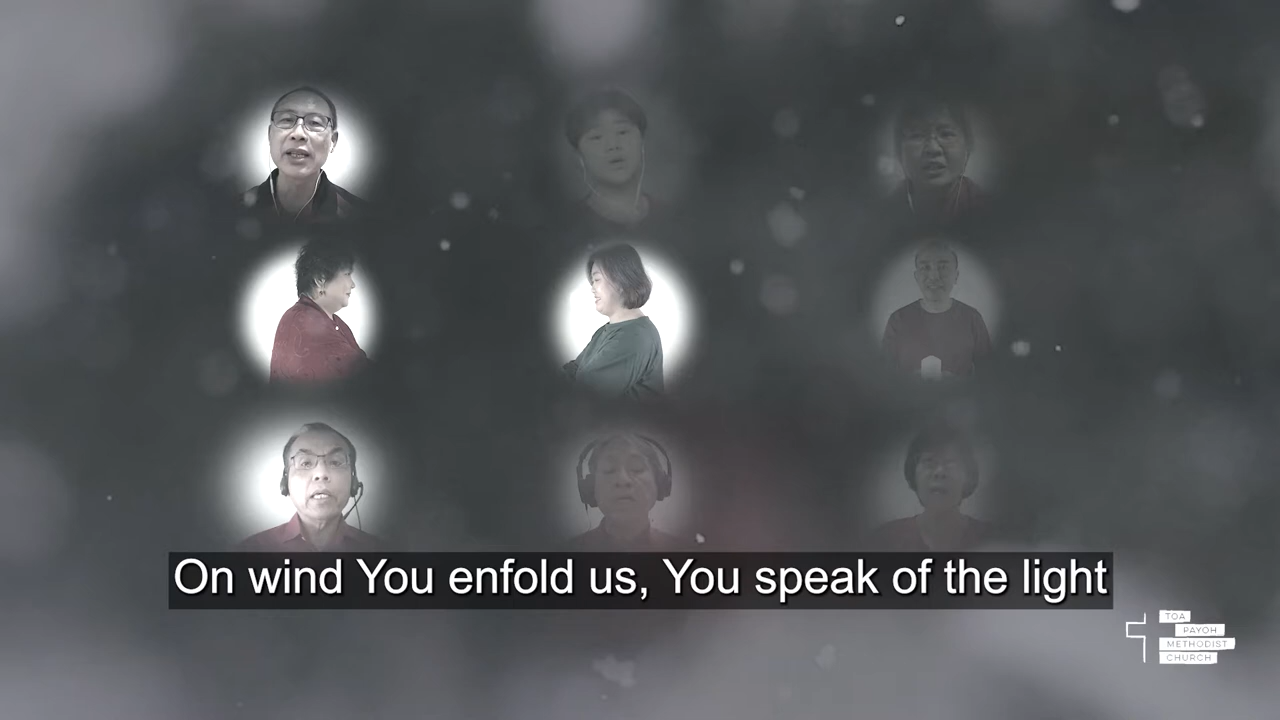 On wind You enfold us, You speak of the light
TOA
PAYOH
METHODIST
CHURCH